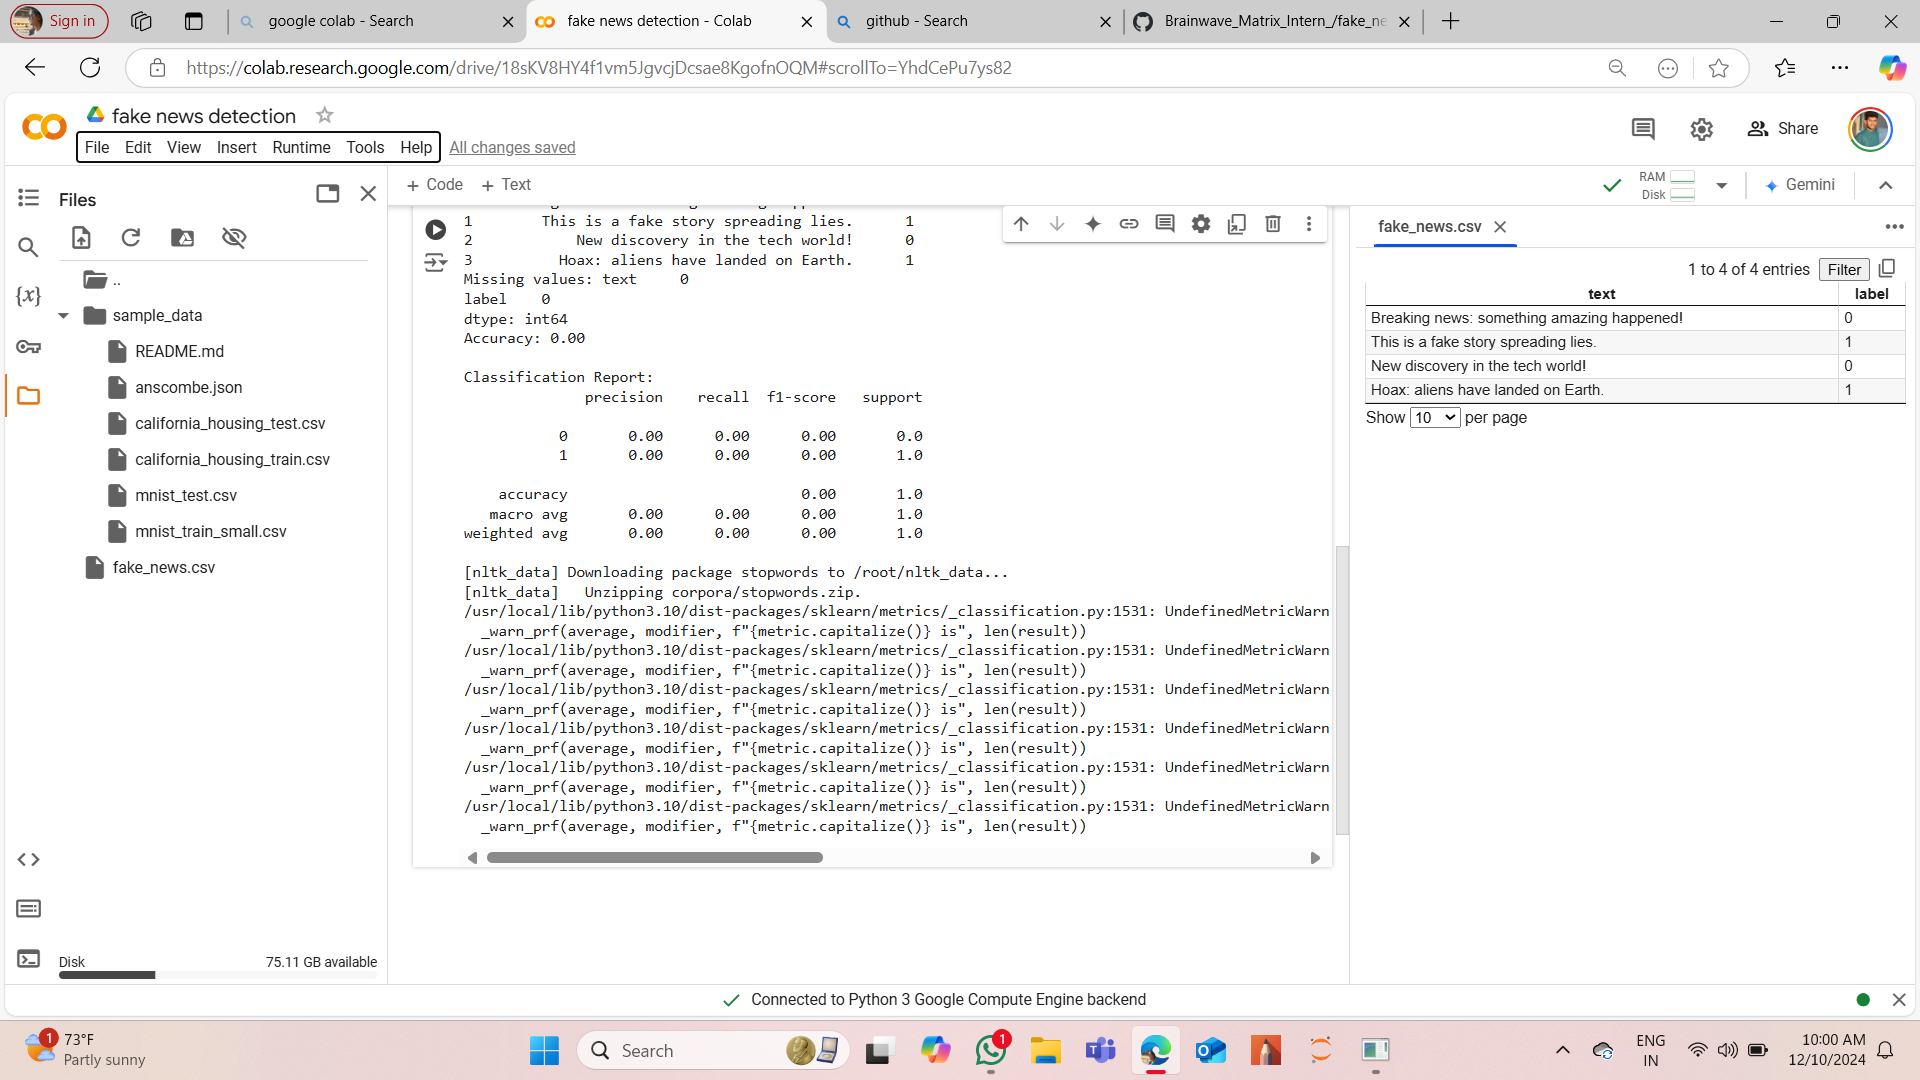 Sign in
google colab - Search
fake news detection - Colab
github - Search
Brainwave_Matrix_Intern_/fake_ne
https://colab.research.google.com/drive/18sKV8HY4f1vm5JgvcjDcsae8KgofnOQM#scrollTo=YhdCePu7ys82
fake news detection
File Edit View Insert Runtime Tools Help All changes saved
Share
Files
+ Code + Text
RAM
Disk
Gemini
..
sample_data
README.md
anscombe.json
california_housing_test.csv
california_housing_train.csv
mnist_test.csv
mnist_train_small.csv
fake_news.csv
Disk 75.11 GB available
1 This is a fake story spreading lies. 1
2 New discovery in the tech world! 0
3 Hoax: aliens have landed on Earth. 1
Missing values: text 0
label 0
dtype: int64
Accuracy: 0.00
Classification Report:
precision recall f1-score support
0 0.00 0.00 0.00 0.0
1 0.00 0.00 0.00 1.0
accuracy 0.00 1.0
macro avg 0.00 0.00 0.00 1.0
weighted avg 0.00 0.00 0.00 1.0
[nltk_data] Downloading package stopwords to /root/nltk_data...
[nltk_data] Unzipping corpora/stopwords.zip.
/usr/local/lib/python3.10/dist-packages/sklearn/metrics/_classification.py:1531: UndefinedMetricWarn
_warn_prf(average, modifier, f"{metric.capitalize()} is", len(result))
/usr/local/lib/python3.10/dist-packages/sklearn/metrics/_classification.py:1531: UndefinedMetricWarn
_warn_prf(average, modifier, f"{metric.capitalize()} is", len(result))
/usr/local/lib/python3.10/dist-packages/sklearn/metrics/_classification.py:1531: UndefinedMetricWarn
_warn_prf(average, modifier, f"{metric.capitalize()} is", len(result))
/usr/local/lib/python3.10/dist-packages/sklearn/metrics/_classification.py:1531: UndefinedMetricWarn
_warn_prf(average, modifier, f"{metric.capitalize()} is", len(result))
/usr/local/lib/python3.10/dist-packages/sklearn/metrics/_classification.py:1531: UndefinedMetricWarn
_warn_prf(average, modifier, f"{metric.capitalize()} is", len(result))
/usr/local/lib/python3.10/dist-packages/sklearn/metrics/_classification.py:1531: UndefinedMetricWarn
_warn_prf(average, modifier, f"{metric.capitalize()} is", len(result))
fake_news.csv
1 to 4 of 4 entries Filter
text label
Breaking news: something amazing happened! 0
This is a fake story spreading lies. 1
New discovery in the tech world! 0
Hoax: aliens have landed on Earth. 1
Show 10 per page
Connected to Python 3 Google Compute Engine backend
1
73°F
Partly sunny
Search
1
ENG
IN
10:00 AM
12/10/2024